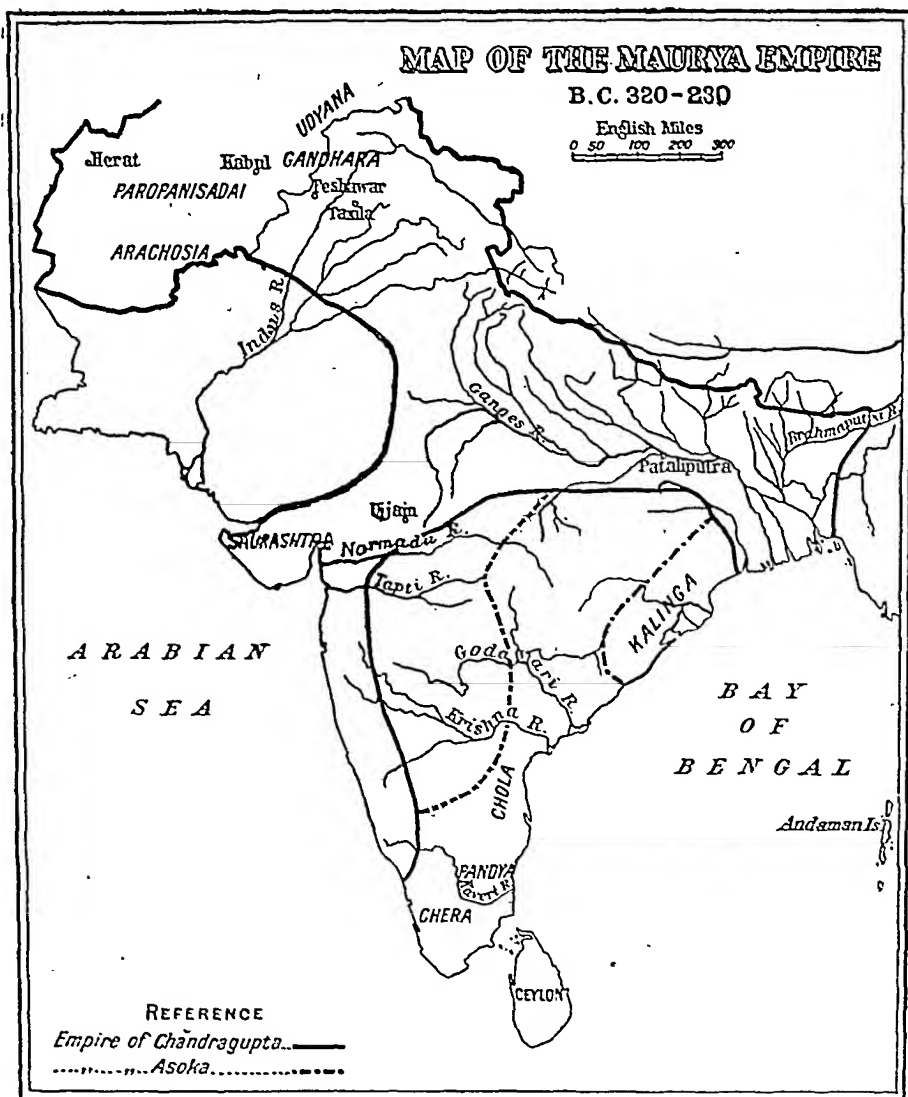 MAP OF THE MAURYA EMPIRE
B.C. 320-230
English Miles
0 50 100 200 300
UDYANA
Herat
Kabul
GANDHARA
Peshawar
PAROPANISADAI
Taxila
ARACHOSIA
Indus R.
Ganges R.
Brahmaputra R.
Pataliputra
Ujjain
SAURASHTRA
Normadu R.
Tapti R.
KALINGA
ARABIAN
SEA
Godavari R.
BAY
OF
BENGAL
Krishna R.
CHOLA
Andaman Is
PANDYA
Kaveri R.
CHERA
CEYLON
REFERENCE
Empire of Chandragupta
..,,.. ..,, Asoka